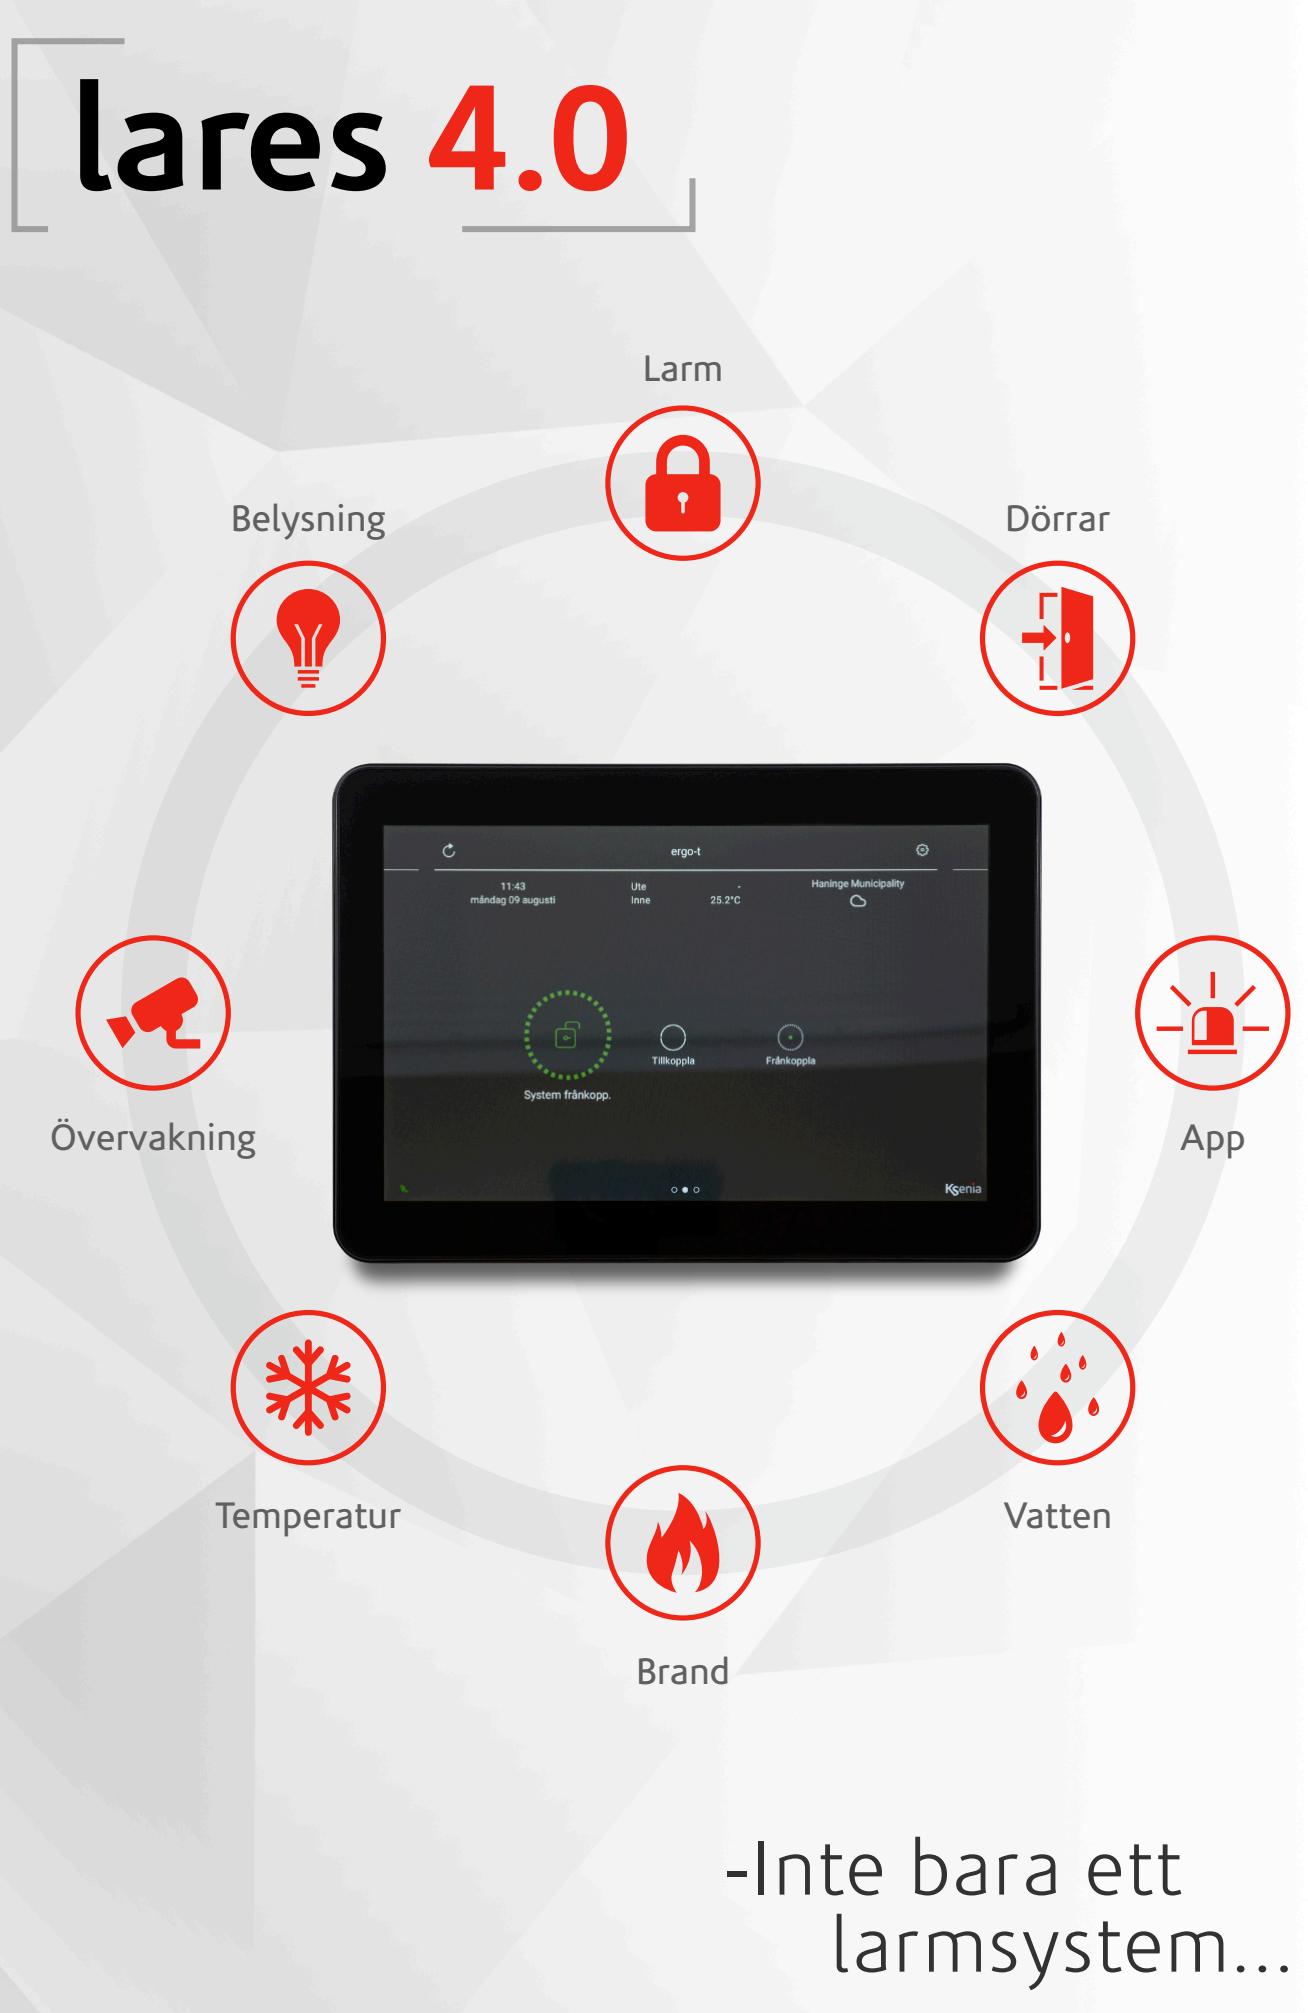 lares 4.0
Larm
Belysning
Dörrar
ergo-t
11:43
måndag 09 augusti
Ute -
Inne 25.2°C
Haninge Municipality
Tillkoppla
Frånkoppla
System frånkopp.
Ksenia
Övervakning
App
Temperatur
Vatten
Brand
-Inte bara ett
larmsystem...